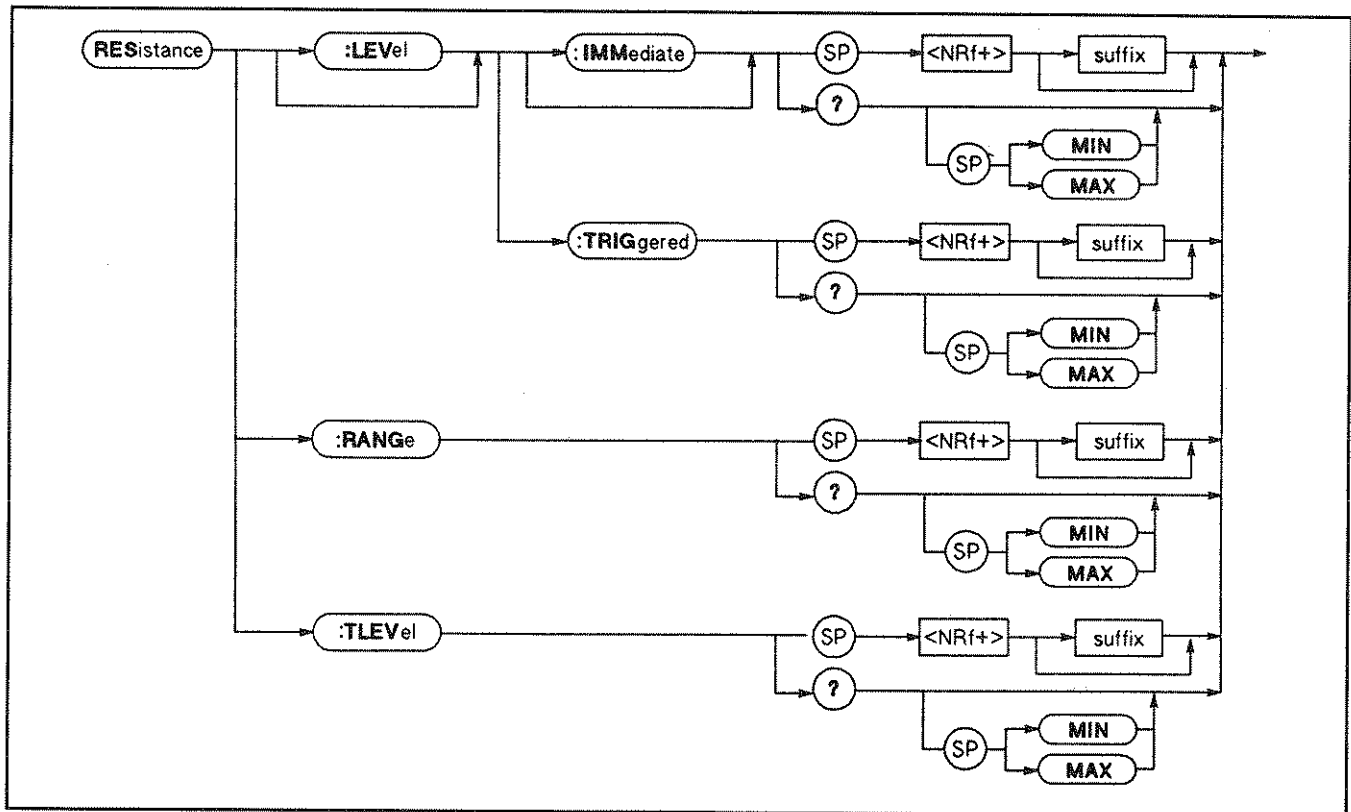 RESistance :LEVel :IMMediate SP <NRf+> suffix
?
SP MIN
MAX
:TRIGgered SP <NRf+> suffix
?
SP MIN
MAX
:RANGe SP <NRf+> suffix
?
SP MIN
MAX
:TLEVel SP <NRf+> suffix
?
SP MIN
MAX